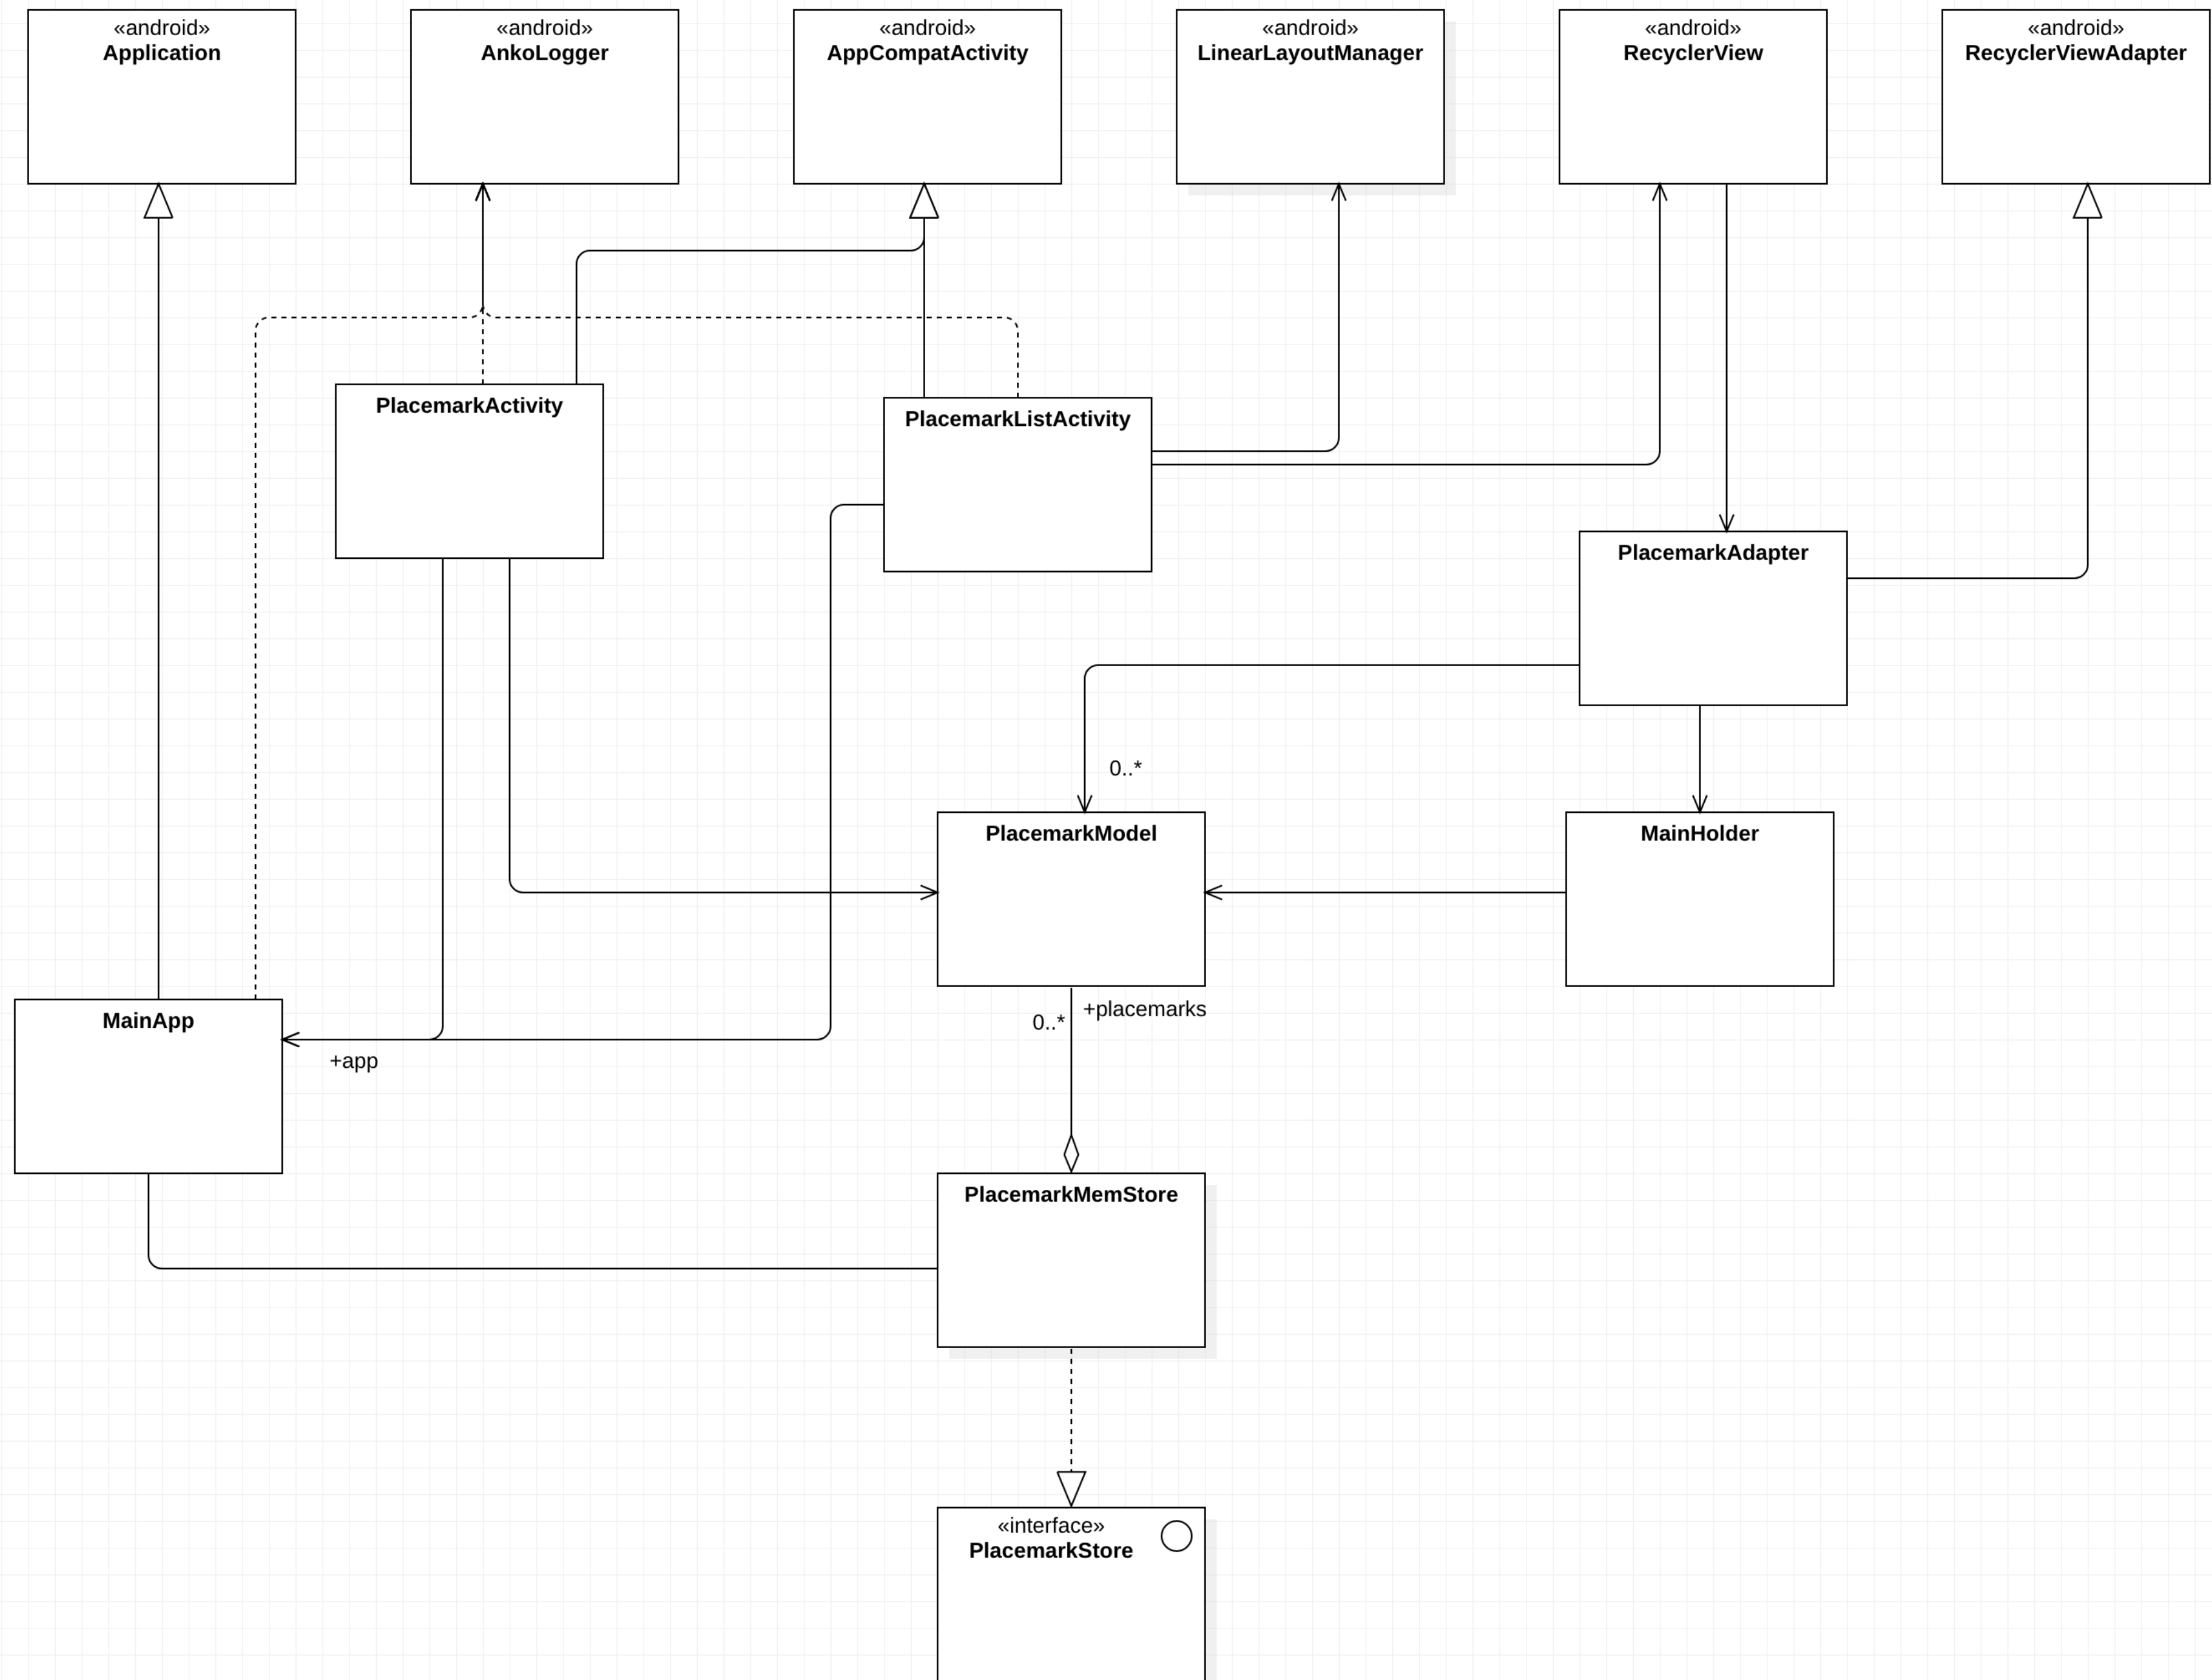 «android»
Application
«android»
AnkoLogger
«android»
AppCompatActivity
«android»
LinearLayoutManager
«android»
RecyclerView
«android»
RecyclerViewAdapter
PlacemarkActivity
PlacemarkListActivity
PlacemarkAdapter
0..*
PlacemarkModel
MainHolder
+placemarks
0..*
MainApp
+app
PlacemarkMemStore
«interface»
PlacemarkStore